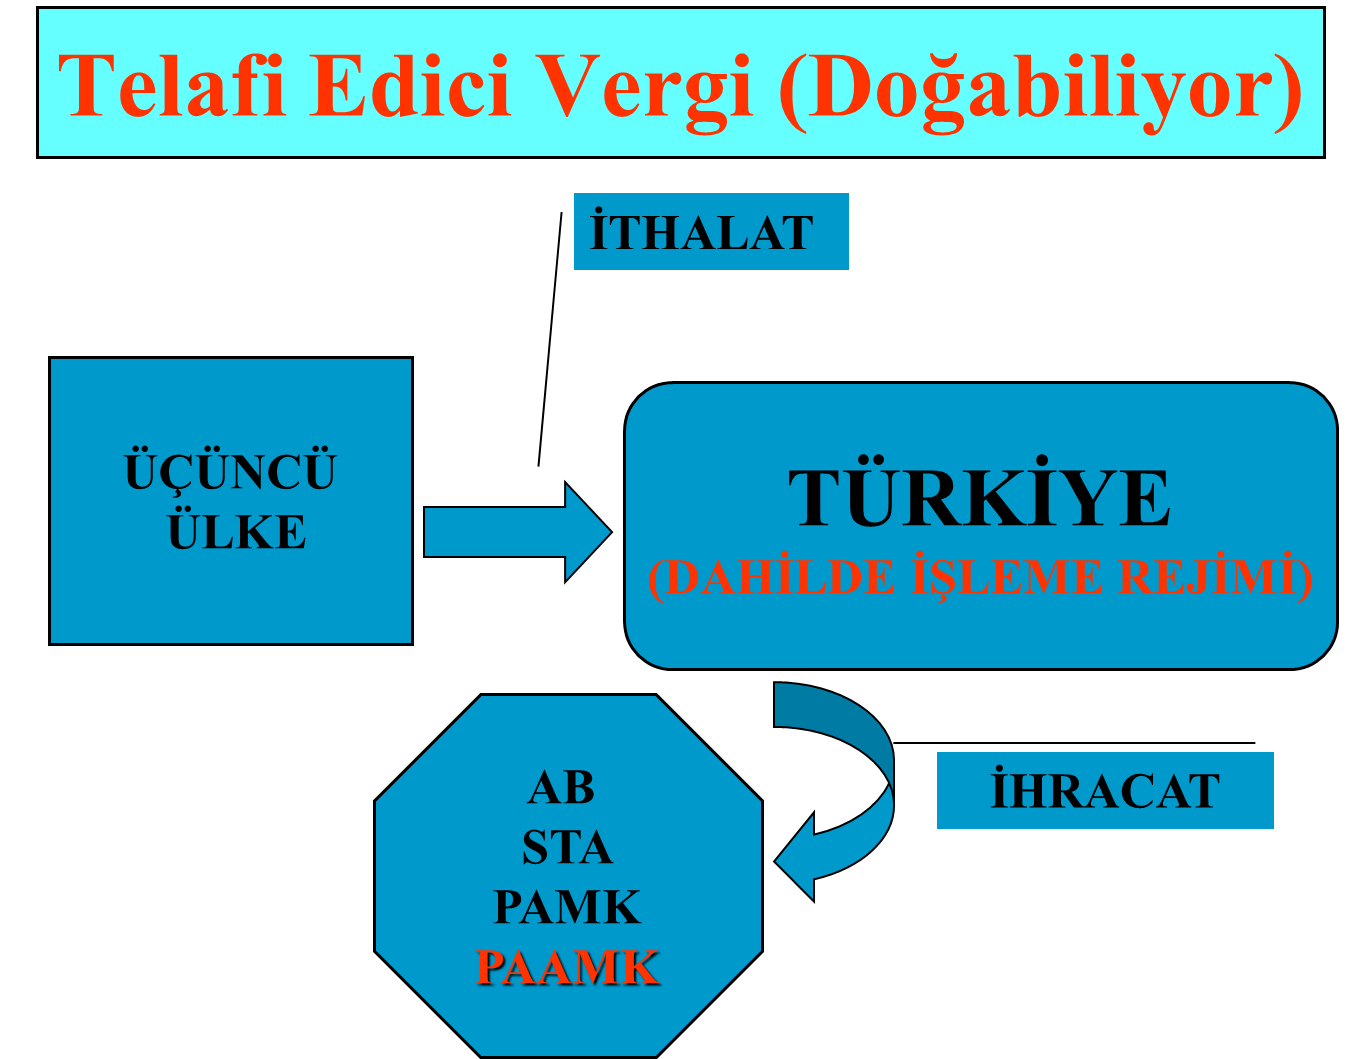 Telafi Edici Vergi (Doğabiliyor)
İTHALAT
ÜÇÜNCÜ
ÜLKE
TÜRKİYE
(DAHİLDE İŞLEME REJİMİ)
AB
STA
PAMK
PAAMK
İHRACAT